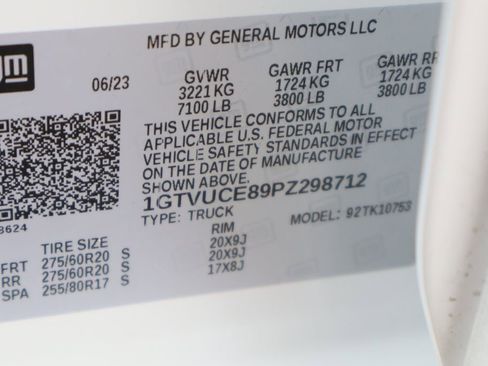 gm
MFD BY GENERAL MOTORS LLC
06/23 GVWR GAWR FRT GAWR RR
3221 KG 1724 KG 1724 KG
7100 LB 3800 LB 3800 LB
THIS VEHICLE CONFORMS TO ALL
APPLICABLE U.S. FEDERAL MOTOR
VEHICLE SAFETY STANDARDS IN EFFECT
ON THE DATE OF MANUFACTURE
SHOWN ABOVE.
1GTVUCE89PZ298712
TYPE: TRUCK MODEL: 92TK10753
8624
TIRE SIZE RIM
FRT 275/60R20 S 20X9J
RR 275/60R20 S 20X9J
SPA 255/80R17 S 17X8J